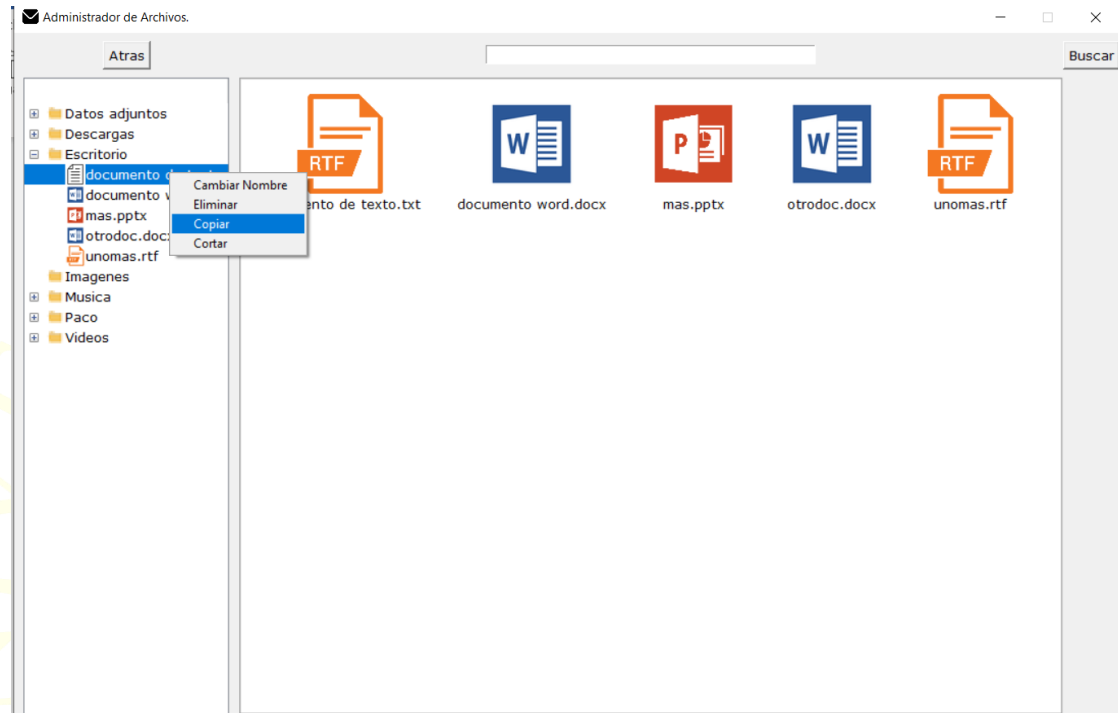 Administrador de Archivos.
Atras
Buscar
Datos adjuntos
Descargas
Escritorio
documento
documento
mas.pptx
otrodoc.doc
unomas.rtf
Imagenes
Musica
Paco
Videos
Cambiar Nombre
Eliminar
Copiar
Cortar
RTF
W
P
W
RTF
nto de texto.txt
documento word.docx
mas.pptx
otrodoc.docx
unomas.rtf